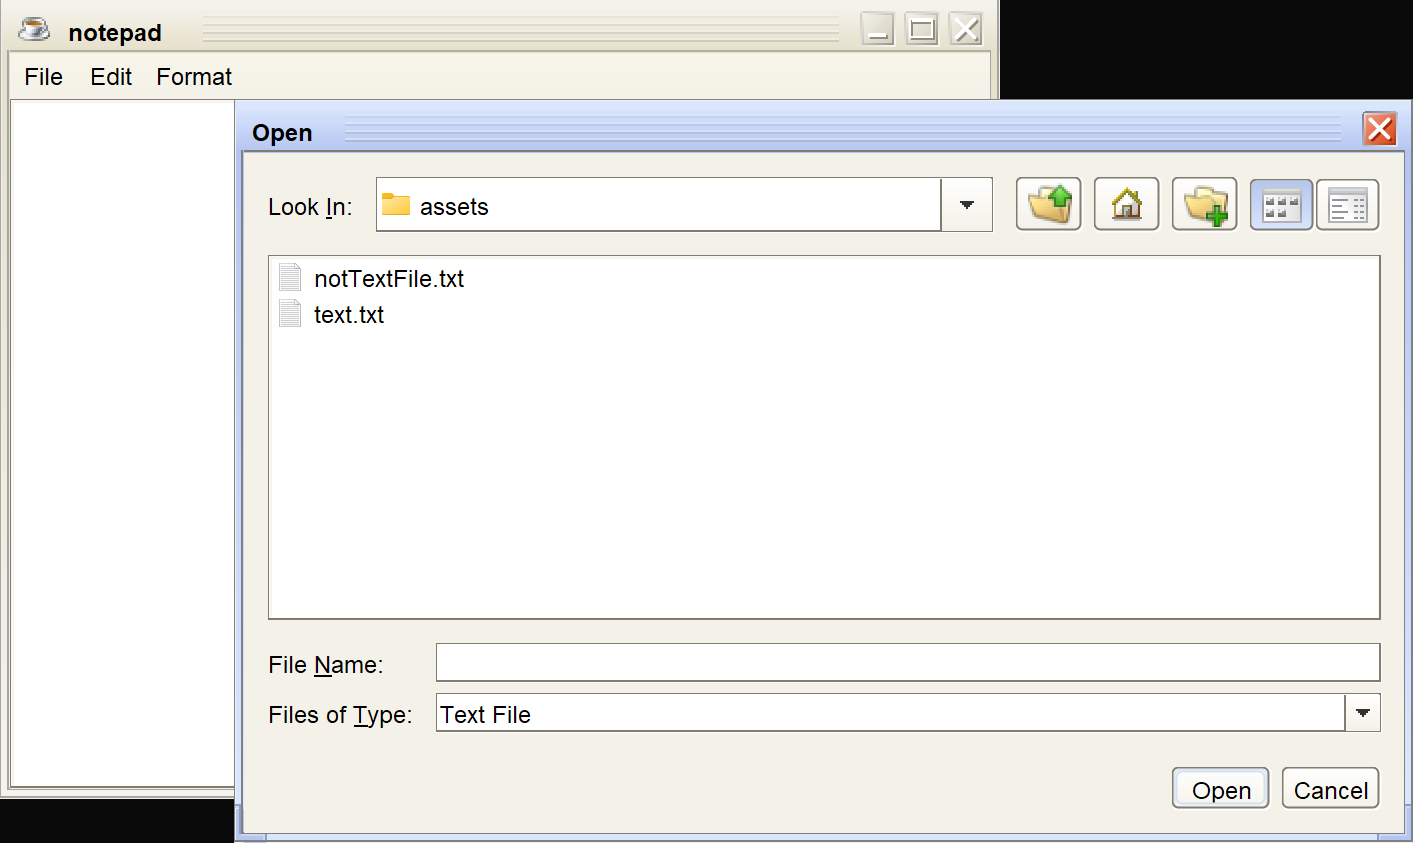 notepad
File Edit Format
Open
Look In: assets
notTextFile.txt
text.txt
File Name:
Files of Type: Text File
Open Cancel